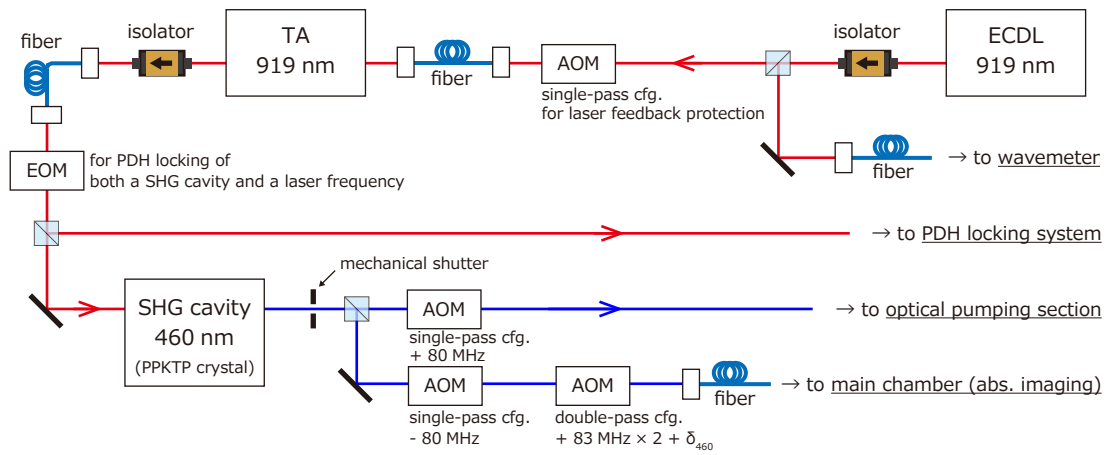 fiber
isolator
TA
919 nm
fiber
AOM
single-pass cfg.
for laser feedback protection
isolator
ECDL
919 nm
fiber
→ to wavemeter
EOM
for PDH locking of
both a SHG cavity and a laser frequency
→ to PDH locking system
SHG cavity
460 nm
(PPKTP crystal)
mechanical shutter
AOM
single-pass cfg.
+ 80 MHz
→ to optical pumping section
AOM
single-pass cfg.
- 80 MHz
AOM
double-pass cfg.
+ 83 MHz × 2 + δ460
fiber
→ to main chamber (abs. imaging)